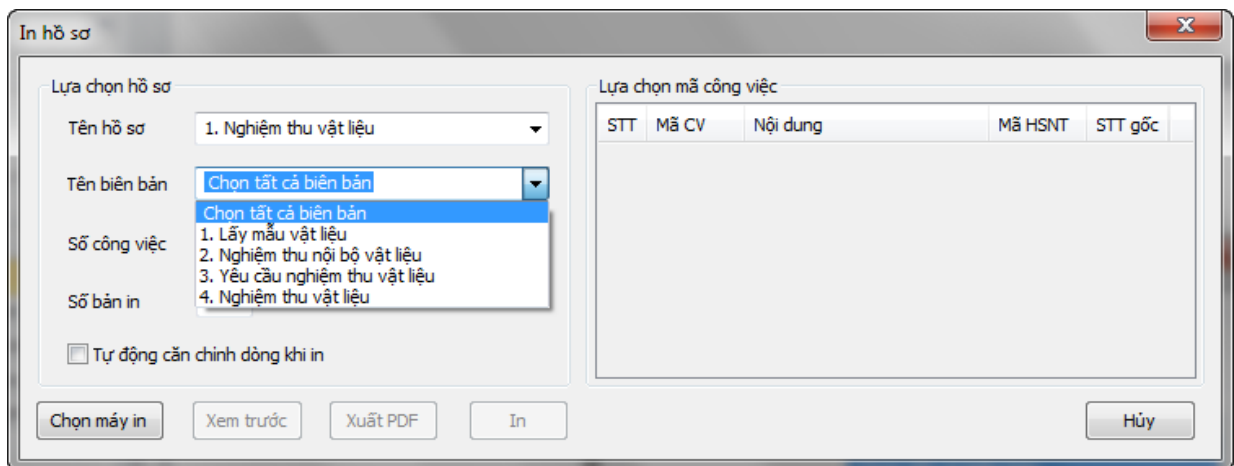 In hồ sơ
Lựa chọn hồ sơ
Tên hồ sơ
1. Nghiệm thu vật liệu
Tên biên bản
Chọn tất cả biên bản
Chọn tất cả biên bản
1. Lấy mẫu vật liệu
2. Nghiệm thu nội bộ vật liệu
3. Yêu cầu nghiệm thu vật liệu
4. Nghiệm thu vật liệu
Số công việc
Số bản in
Tự động căn chỉnh dòng khi in
Lựa chọn mã công việc
STT Mã CV Nội dung Mã HSNT STT gốc
Chọn máy in Xem trước Xuất PDF In Hủy